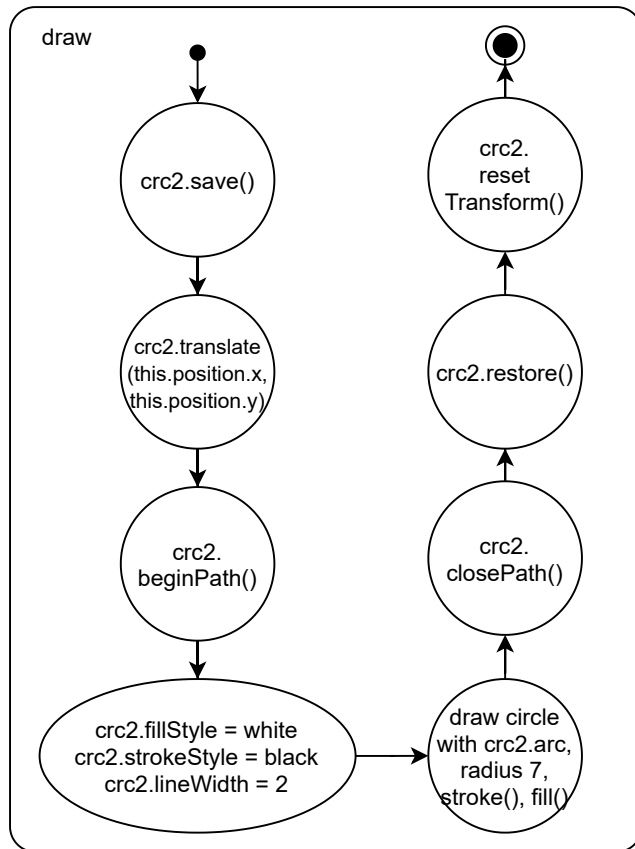 draw
crc2.save()
crc2.translate
(this.position.x,
this.position.y)
crc2.
beginPath()
crc2.fillStyle = white
crc2.strokeStyle = black
crc2.lineWidth = 2
draw circle
with crc2.arc,
radius 7,
stroke(), fill()
crc2.
closePath()
crc2.restore()
crc2.
reset
Transform()